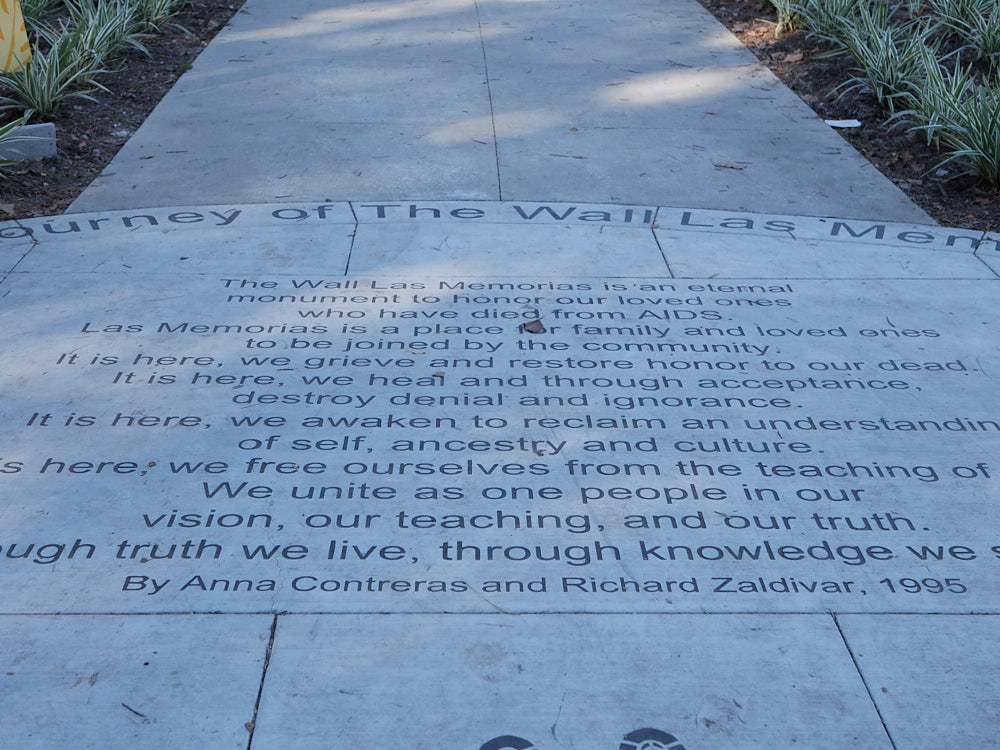 ourney of The Wall Las Mem
The Wall Las Memorias is an eternal
monument to honor our loved ones
who have died from AIDS.
Las Memorias is a place for family and loved ones
to be joined by the community.
It is here, we grieve and restore honor to our dead.
It is here, we heal and through acceptance,
destroy denial and ignorance.
It is here, we awaken to reclaim an understandin
of self, ancestry and culture.
is here, we free ourselves from the teaching of
We unite as one people in our
vision, our teaching, and our truth.
ough truth we live, through knowledge we s
By Anna Contreras and Richard Zaldivar, 1995